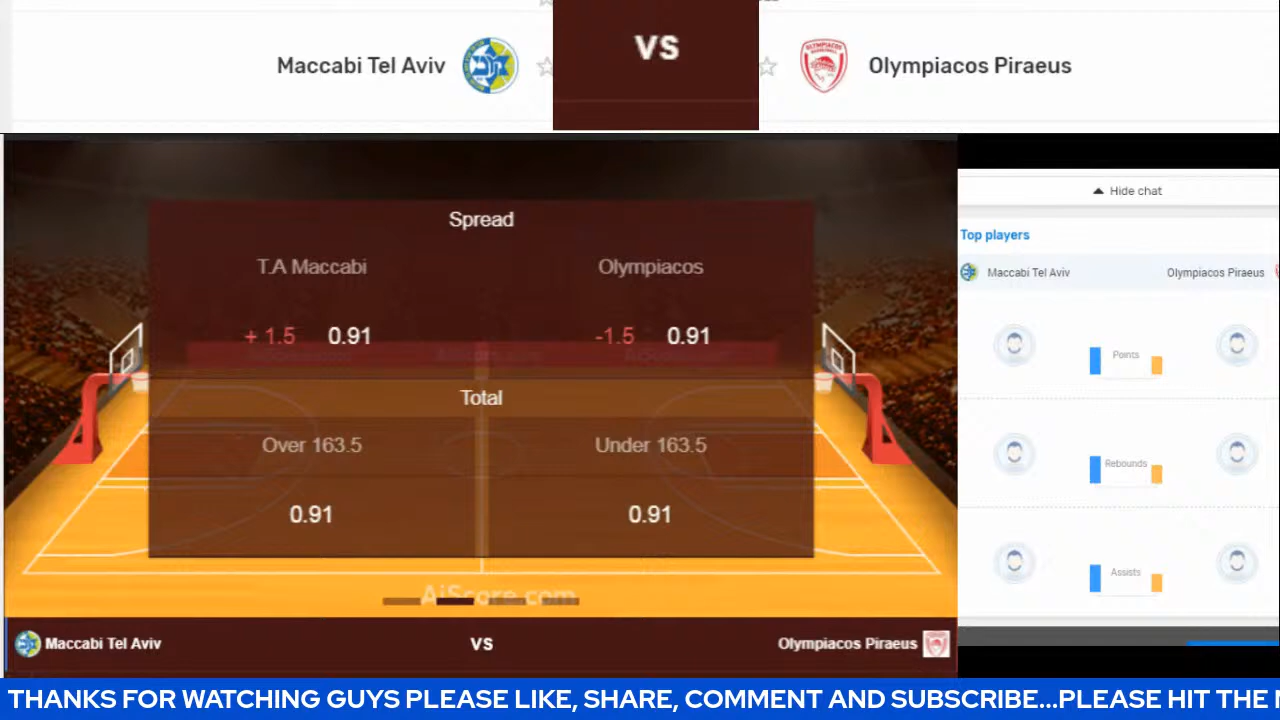 Maccabi Tel Aviv
VS
Olympiacos Piraeus
Hide chat
Top players
Maccabi Tel Aviv
Olympiacos Piraeus
Spread
T.A Maccabi
Olympiacos
+ 1.5 0.91
-1.5 0.91
Total
Over 163.5
Under 163.5
0.91
0.91
Points
Rebounds
Assists
AiScore.com
Maccabi Tel Aviv
VS
Olympiacos Piraeus
THANKS FOR WATCHING GUYS PLEASE LIKE, SHARE, COMMENT AND SUBSCRIBE...PLEASE HIT THE